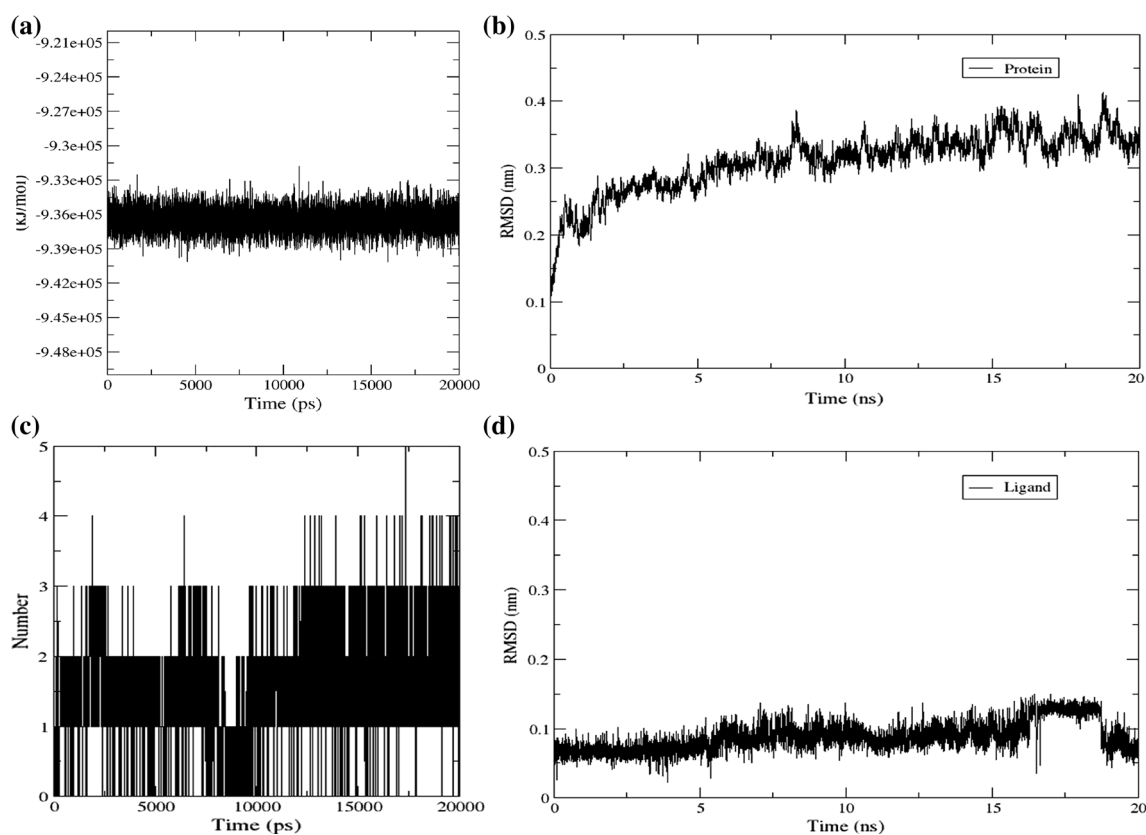 (a)
-9.21e+05
-9.24e+05
-9.27e+05
-9.3e+05
-9.33e+05
-9.36e+05
-9.39e+05
-9.42e+05
-9.45e+05
-9.48e+05
(KJ/mol)
0 5000 10000 15000 20000
Time (ps)
(b)
0.5
0.4
0.3
0.2
0.1
0
RMSD (nm)
Protein
0 5 10 15 20
Time (ns)
(c)
5
4
3
2
1
0
Number
0 5000 10000 15000 20000
Time (ps)
(d)
0.5
0.4
0.3
0.2
0.1
0
RMSD (nm)
Ligand
0 5 10 15 20
Time (ns)